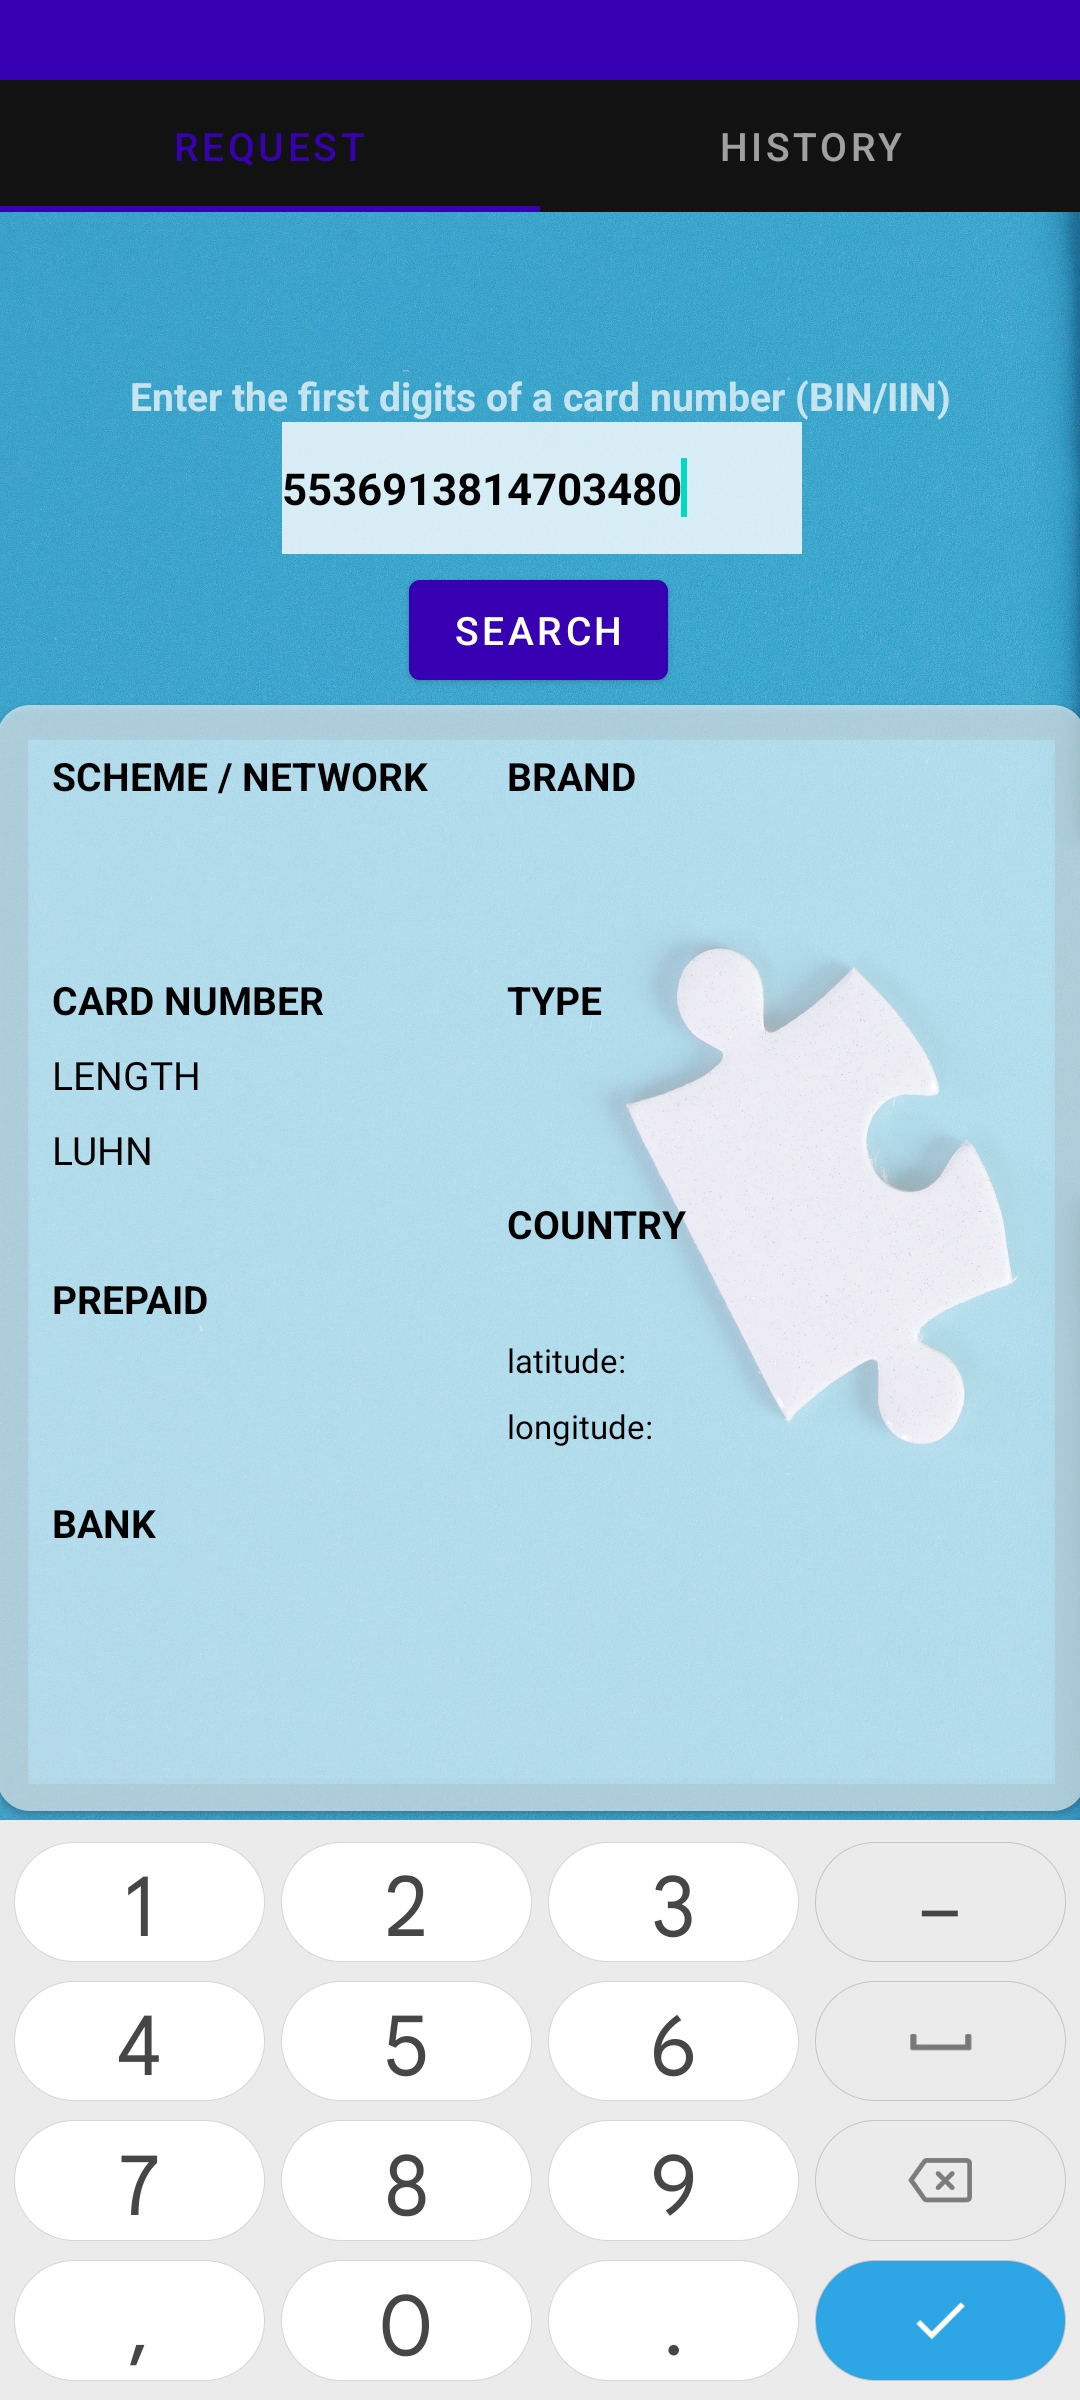 REQUEST
HISTORY
Enter the first digits of a card number (BIN/IIN)
5536913814703480
SEARCH
SCHEME / NETWORK
BRAND
CARD NUMBER
TYPE
LENGTH
LUHN
COUNTRY
PREPAID
latitude:
longitude:
BANK
1 2 3 –
4 5 6
7 8 9
, 0 .